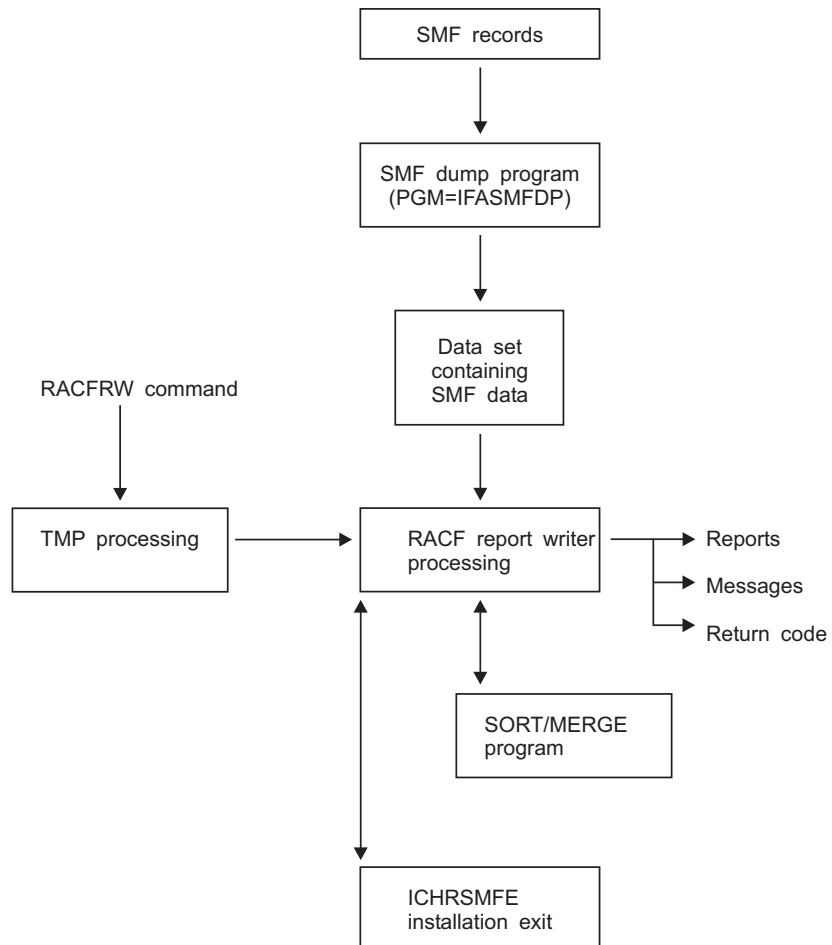 SMF records
SMF dump program
(PGM=IFASMFDP)
Data set
containing
SMF data
RACFRW command
TMP processing
RACF report writer
processing
Reports
Messages
Return code
SORT/MERGE
program
ICHRSMFE
installation exit